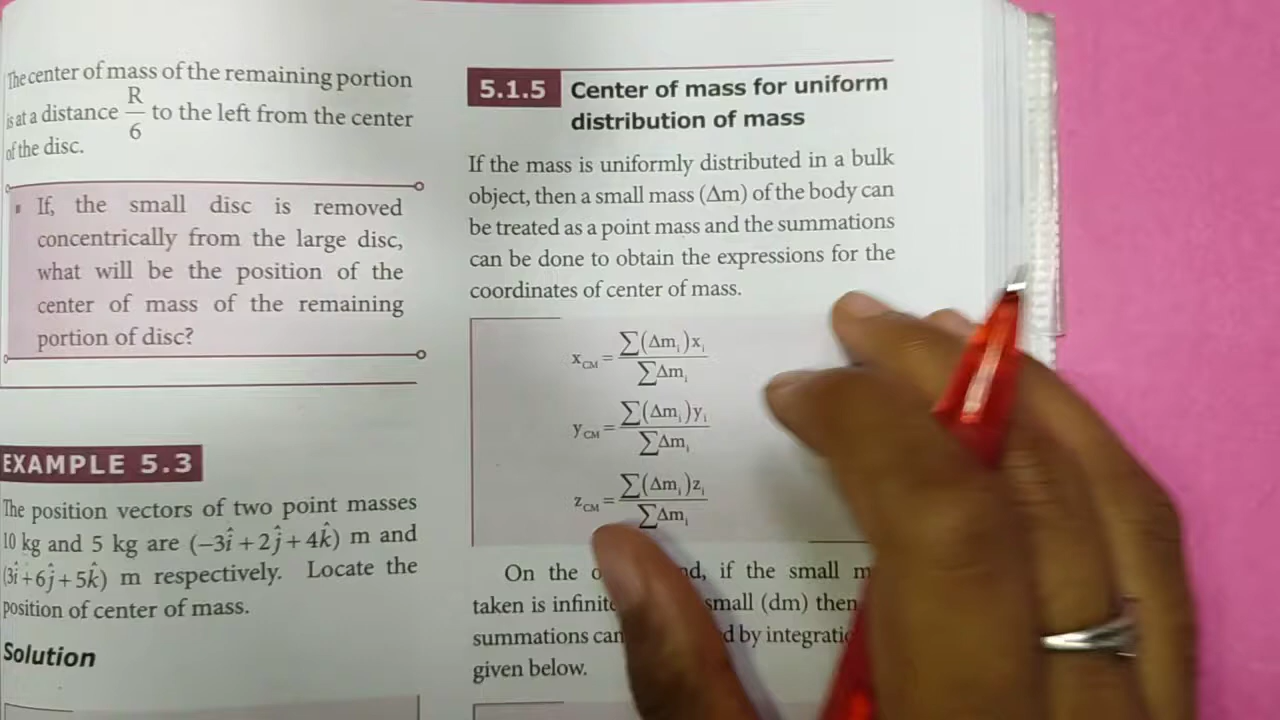 The center of mass of the remaining portion
is at a distance R/6 to the left from the center
of the disc.
If, the small disc is removed
concentrically from the large disc,
what will be the position of the
center of mass of the remaining
portion of disc?
EXAMPLE 5.3
The position vectors of two point masses
10 kg and 5 kg are (−3î + 2ĵ + 4k̂) m and
(3î + 6ĵ + 5k̂) m respectively. Locate the
position of center of mass.
Solution
5.1.5 Center of mass for uniform
distribution of mass
If the mass is uniformly distributed in a bulk
object, then a small mass (Δm) of the body can
be treated as a point mass and the summations
can be done to obtain the expressions for the
coordinates of center of mass.
x_CM = ∑(Δm_i)x_i / ∑Δm_i
y_CM = ∑(Δm_i)y_i / ∑Δm_i
z_CM = ∑(Δm_i)z_i / ∑Δm_i
On the if the small
taken is small (dm) then
summations can by
given below.